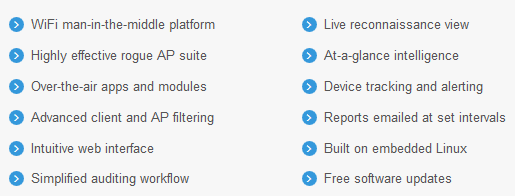 WiFi man-in-the-middle platform
Highly effective rogue AP suite
Over-the-air apps and modules
Advanced client and AP filtering
Intuitive web interface
Simplified auditing workflow
Live reconnaissance view
At-a-glance intelligence
Device tracking and alerting
Reports emailed at set intervals
Built on embedded Linux
Free software updates